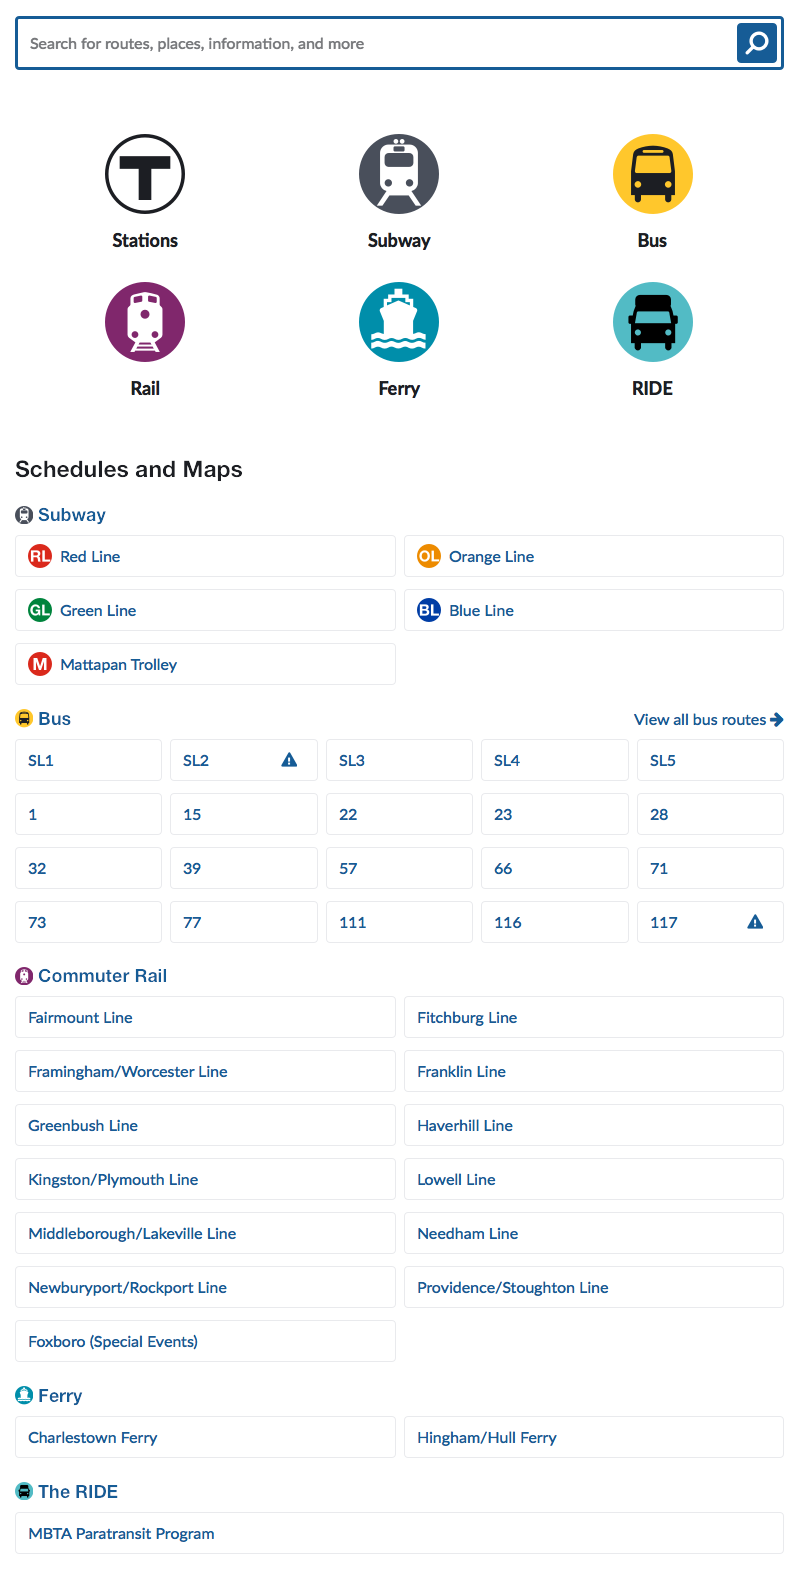 Search for routes, places, information, and more
T
Stations Subway Bus
Rail Ferry RIDE
Schedules and Maps
Subway
RL Red Line OL Orange Line
GL Green Line BL Blue Line
M Mattapan Trolley
Bus View all bus routes
SL1 SL2 SL3 SL4 SL5
1 15 22 23 28
32 39 57 66 71
73 77 111 116 117
Commuter Rail
Fairmount Line Fitchburg Line
Framingham/Worcester Line Franklin Line
Greenbush Line Haverhill Line
Kingston/Plymouth Line Lowell Line
Middleborough/Lakeville Line Needham Line
Newburyport/Rockport Line Providence/Stoughton Line
Foxboro (Special Events)
Ferry
Charlestown Ferry Hingham/Hull Ferry
The RIDE
MBTA Paratransit Program